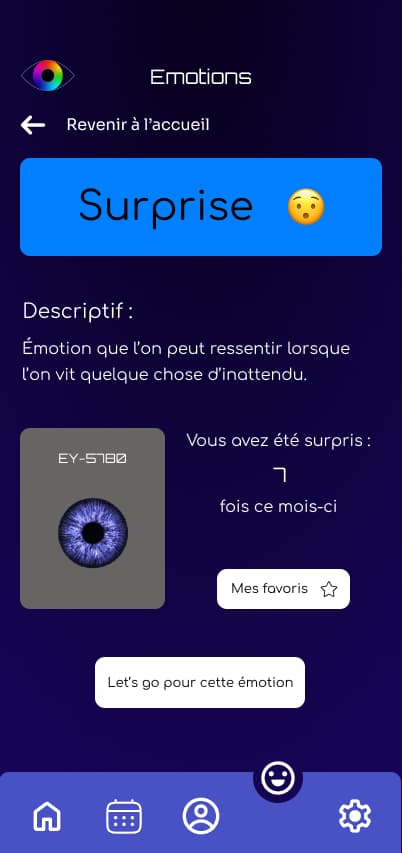 Emotions
Revenir à l’accueil
Surprise
Descriptif :
Émotion que l’on peut ressentir lorsque
l’on vit quelque chose d’inattendu.
EY-5780
Vous avez été surpris :
7
fois ce mois-ci
Mes favoris
Let’s go pour cette émotion